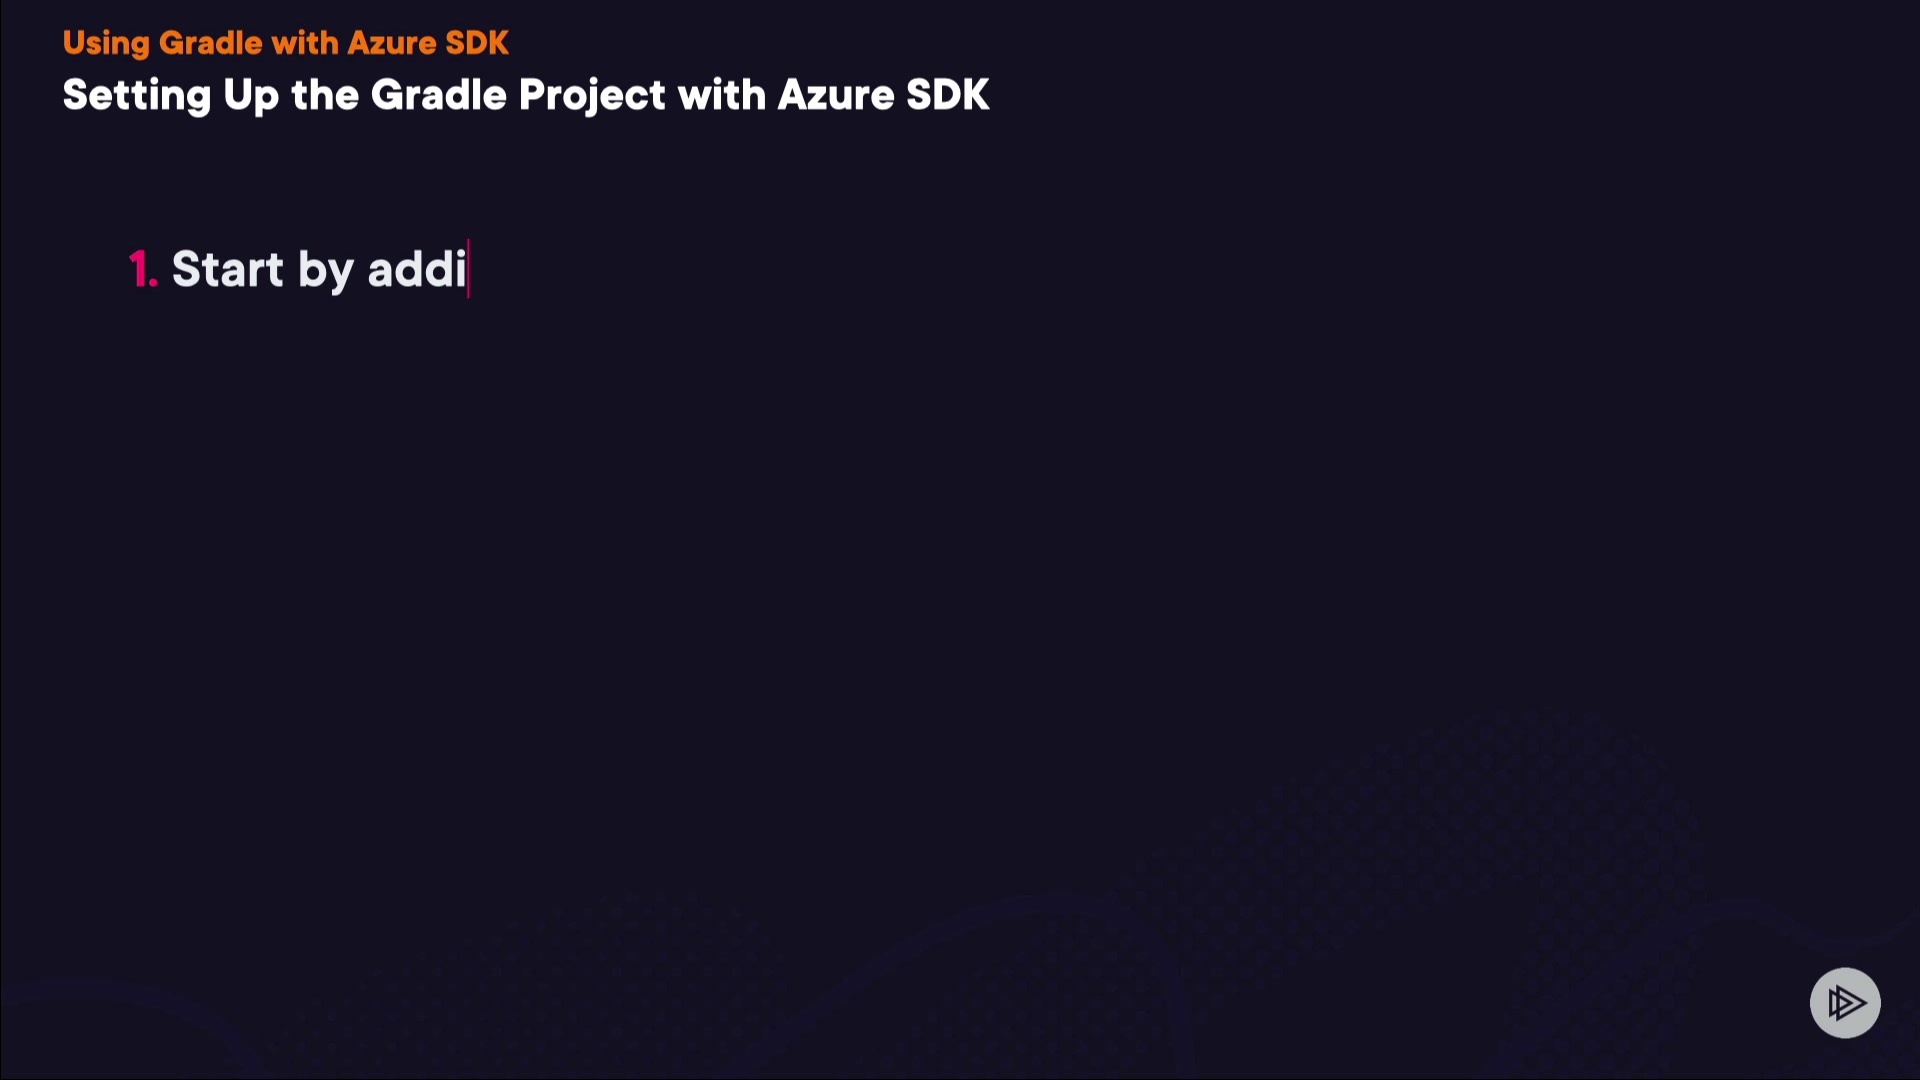 Using Gradle with Azure SDK
Setting Up the Gradle Project with Azure SDK
1. Start by addi